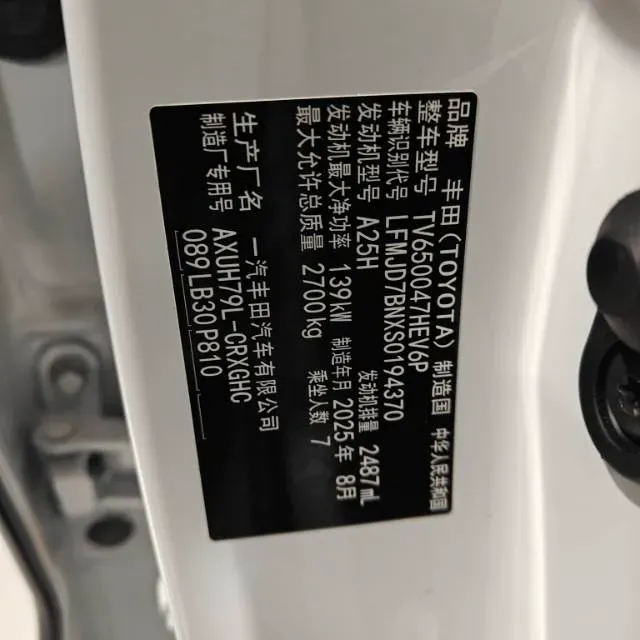 品牌 丰田(TOYOTA) 制造国 中华人民共和国
整车型号 TV650047HEV6P
车辆识别代号 LFMJD7BNXS0194370
发动机型号 A25H 发动机排量 2487mL
发动机最大净功率 139kW 制造年月 2025年 8月
最大允许总质量 2700kg 乘坐人数 7
生产厂名 一汽丰田汽车有限公司
制造厂专用号 AXUH79L-CRXGHC
089 LB30 P810